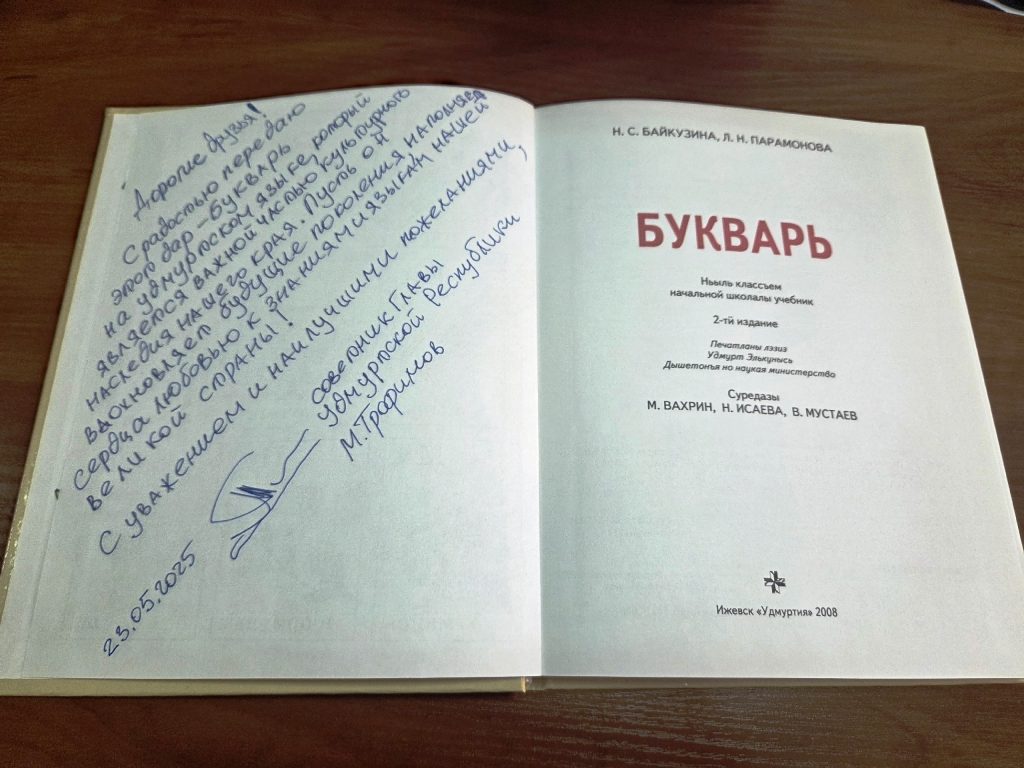 Дорогие друзья!
С радостью передаю
этот дар – букварь
на удмуртском языке, который
является важной частью культурного
наследия нашего края. Пусть он
вдохновляет будущие поколения наполняя
сердца любовью к знаниям и языкам нашей
великой страны!
С уважением и наилучшими пожеланиями,
советник Главы
Удмуртской Республики
М. Трофимов
23.05.2025
Н. С. БАЙКУЗИНА, Л. Н. ПАРАМОНОВА
БУКВАРЬ
Ньыль классъем
начальной школалы учебник
2-тӥ издание
Печатланы лэзиз
Удмурт Элькунысь
Дышетонъя но наукая министерство
Суредазы
М. ВАХРИН, Н. ИСАЕВА, В. МУСТАЕВ
Ижевск «Удмуртия» 2008